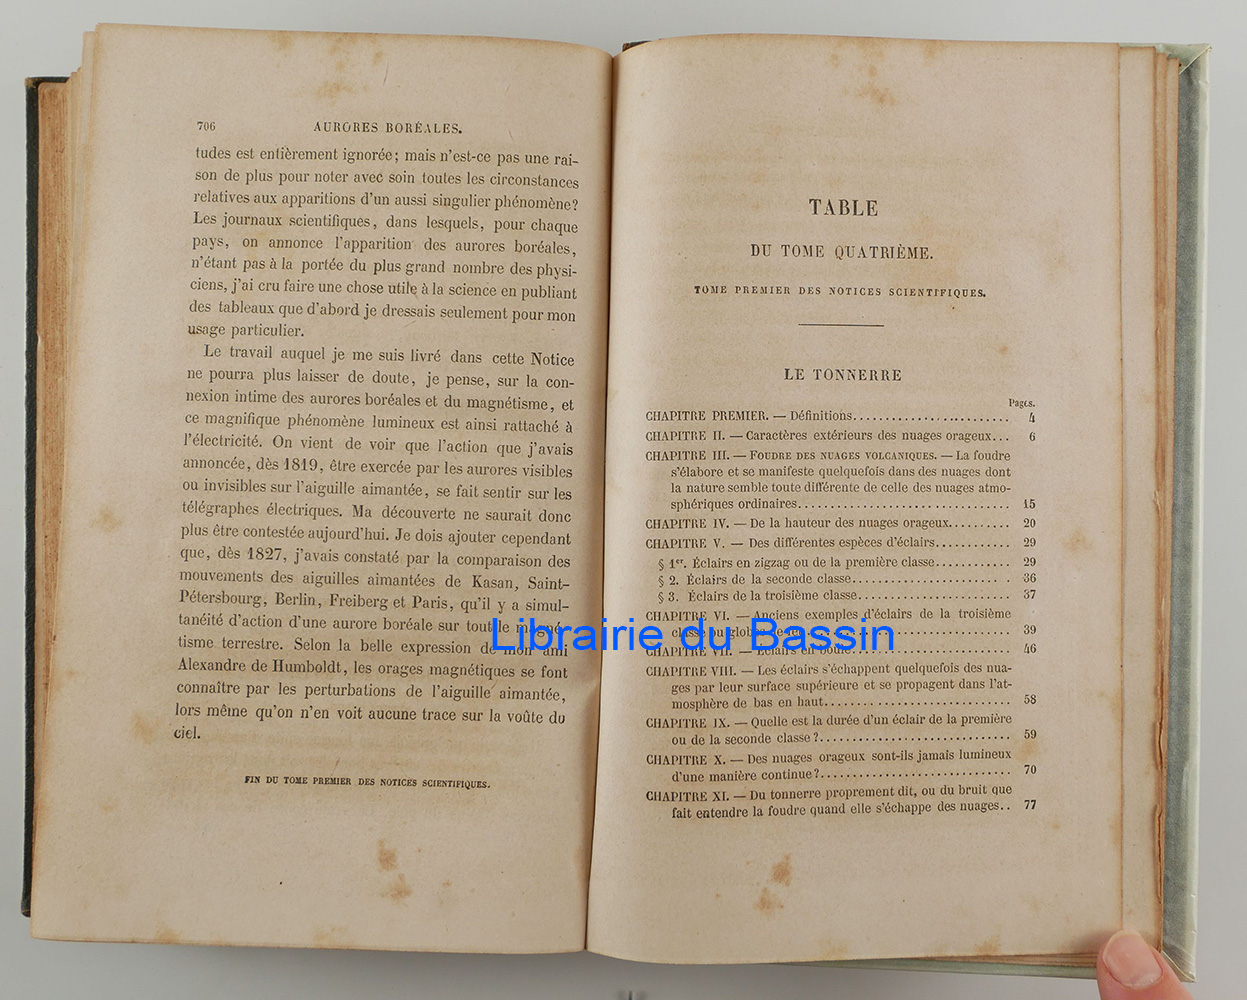 706 AURORES BORÉALES.
tudes est entièrement ignorée; mais n'est-ce pas une rai-
son de plus pour noter avec soin toutes les circonstances
relatives aux apparitions d'un aussi singulier phénomène?
Les journaux scientifiques, dans lesquels, pour chaque
pays, on annonce l'apparition des aurores boréales,
n'étant pas à la portée du plus grand nombre des physi-
ciens, j'ai cru faire une chose utile à la science en publiant
des tableaux que d'abord je dressais seulement pour mon
usage particulier.
Le travail auquel je me suis livré dans cette Notice
ne pourra plus laisser de doute, je pense, sur la con-
nexion intime des aurores boréales et du magnétisme, et
ce magnifique phénomène lumineux est ainsi rattaché à
l'électricité. On vient de voir que l'action que j'avais
annoncée, dès 1819, être exercée par les aurores visibles
ou invisibles sur l'aiguille aimantée, se fait sentir sur les
télégraphes électriques. Ma découverte ne saurait donc
plus être contestée aujourd'hui. Je dois ajouter cependant
que, dès 1827, j'avais constaté par la comparaison des
mouvements des aiguilles aimantées de Kasan, Saint-
Pétersbourg, Berlin, Freiberg et Paris, qu'il y a simul-
tanéité d'action d'une aurore boréale sur tout le magné-
tisme terrestre. Selon la belle expression de mon ami
Alexandre de Humboldt, les orages magnétiques se font
connaître par les perturbations de l'aiguille aimantée,
lors même qu'on n'en voit aucune trace sur la voûte du
ciel.
FIN DU TOME PREMIER DES NOTICES SCIENTIFIQUES.
TABLE
DU TOME QUATRIÈME.
TOME PREMIER DES NOTICES SCIENTIFIQUES.
LE TONNERRE
Pages.
CHAPITRE PREMIER. — Définitions........................ 4
CHAPITRE II. — Caractères extérieurs des nuages orageux... 6
CHAPITRE III. — FOUDRE DES NUAGES VOLCANIQUES. — La foudre
s'élabore et se manifeste quelquefois dans des nuages dont
la nature semble toute différente de celle des nuages atmo-
sphériques ordinaires................................. 15
CHAPITRE IV. — De la hauteur des nuages orageux.......... 20
CHAPITRE V. — Des différentes espèces d'éclairs............ 29
§ 1er. Éclairs en zigzag ou de la première classe............ 29
§ 2. Éclairs de la seconde classe......................... 36
§ 3. Éclairs de la troisième classe........................ 37
CHAPITRE VI. — Anciens exemples d'éclairs de la troisième
classe ou ........................ 39
CHAPITRE VII. — Éclairs en boule......................... 46
CHAPITRE VIII. — Les éclairs s'échappent quelquefois des nua-
ges par leur surface supérieure et se propagent dans l'at-
mosphère de bas en haut............................. 58
CHAPITRE IX. — Quelle est la durée d'un éclair de la première
ou de la seconde classe?.............................. 59
CHAPITRE X. — Des nuages orageux sont-ils jamais lumineux
d'une manière continue?.............................. 70
CHAPITRE XI. — Du tonnerre proprement dit, ou du bruit que
fait entendre la foudre quand elle s'échappe des nuages.. 77
Librairie du Bassin